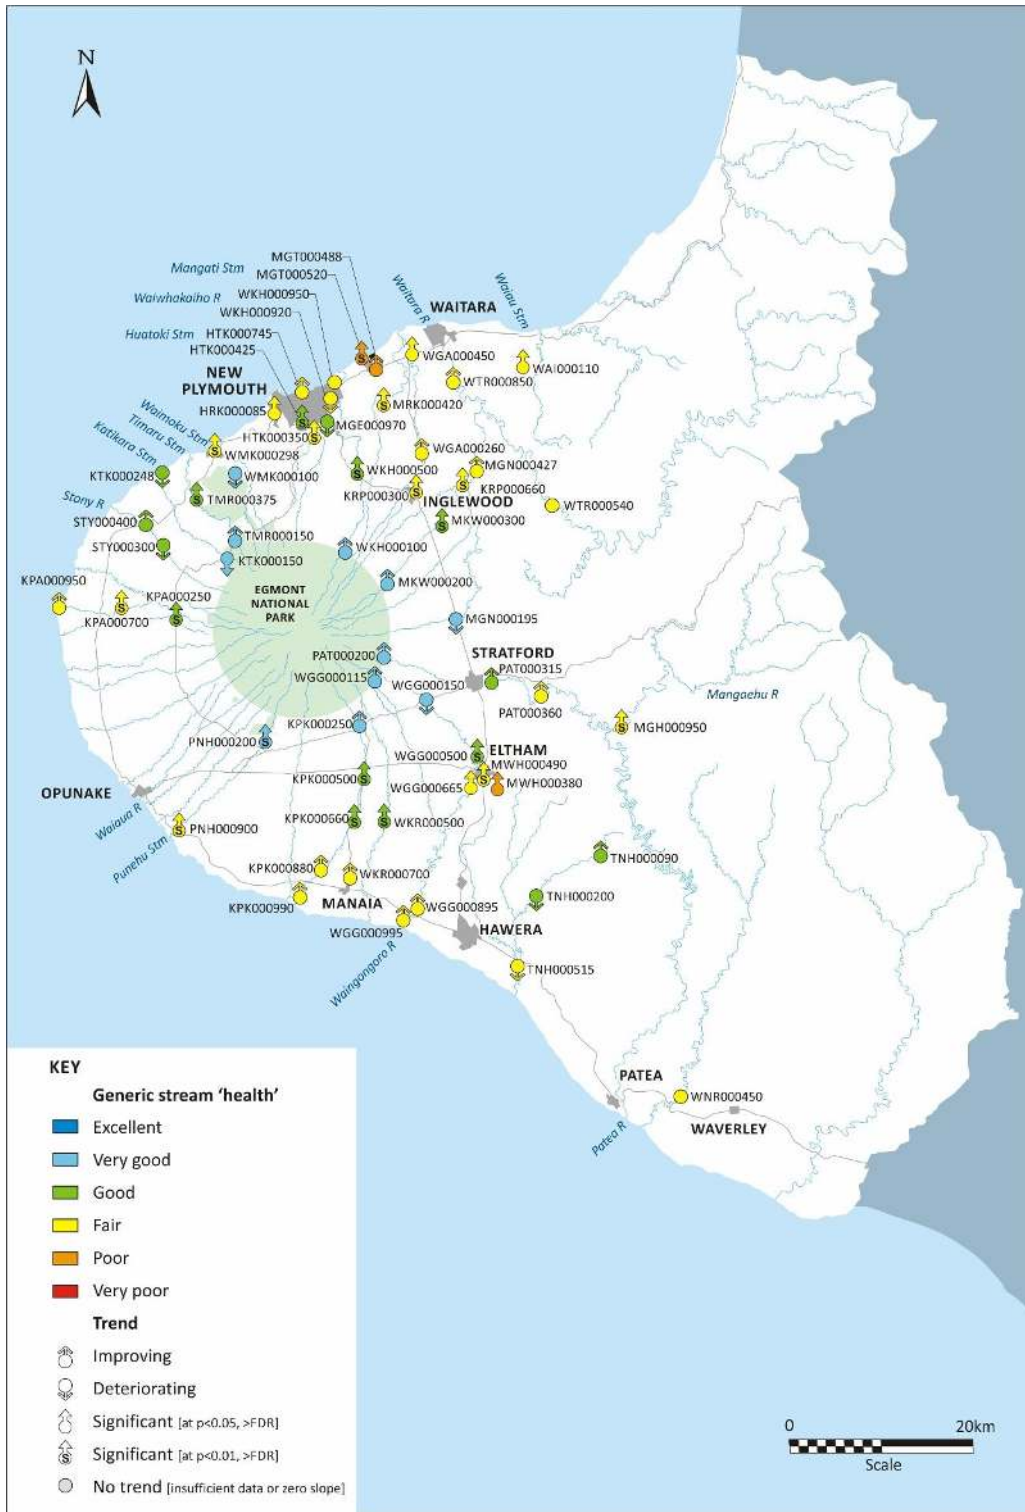 N
MGT000488
Mangati Stm
MGT000520
Waiwhakaiho R
WKH000950
WKH000920
Huatoki Stm
HTK000745
HTK000425
Waitara R
WAITARA
Waiau Stm
NEW
PLYMOUTH
WGA000450
WTR000850
WAI000110
HRK000085
MRK000420
MGE000970
HTK000350
Waimoku Stm
Timaru Stm
Katikara Stm
WMK000298
WGA000260
MGN000427
KTK000248
WMK000100
WKH000500
KRP000300
KRP000660
Stony R
TMR000375
INGLEWOOD
WTR000540
STY000400
MKW000300
TMR000150
STY000300
WKH000100
KTK000150
KPA000950
KPA000250
EGMONT
NATIONAL
PARK
MKW000200
KPA000700
MGN000195
PAT000200
STRATFORD
WGG000115
WGG000150
PAT000315
Mangaehu R
PAT000360
KPK000250
MGH000950
PNH000200
WGG000500
ELTHAM
MWH000490
KPK000500
WGG000665
MWH000380
OPUNAKE
Waiaua R
KPK000660
WKR000500
PNH000900
Punehu Stm
TNH000090
KPK000880
WKR000700
TNH000200
KPK000990
MANAIA
WGG000895
WGG000995
HAWERA
Waingongoro R
TNH000515
PATEA
WNR000450
WAVERLEY
Patea R
KEY
Generic stream ‘health’
Excellent
Very good
Good
Fair
Poor
Very poor
Trend
Improving
Deteriorating
Significant [at p<0.05, >FDR]
S Significant [at p<0.01, >FDR]
No trend [insufficient data or zero slope]
0 20km
Scale